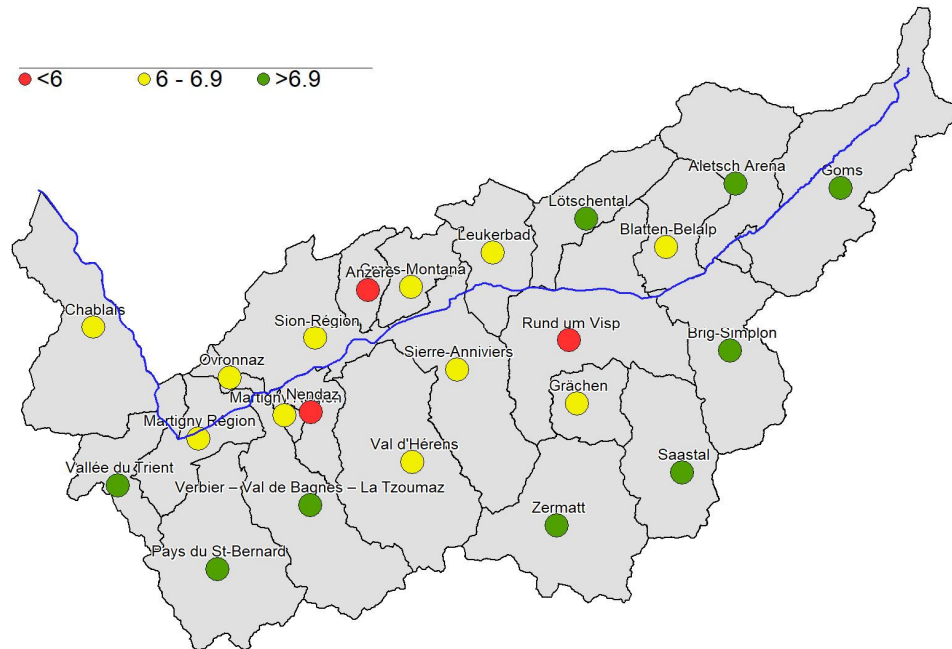 <6
6 - 6.9
>6.9
Aletsch Arena
Goms
Lötschental
Leukerbad
Blatten-Belalp
Crans-Montana
Anzère
Chablais
Sion-Région
Rund um Visp
Brig-Simplon
Sierre-Anniviers
Ovronnaz
Grächen
Martigny Région
Nendaz
Martigny Région
Val d'Hérens
Saastal
Vallée du Trient
Verbier – Val de Bagnes – La Tzoumaz
Zermatt
Pays du St-Bernard